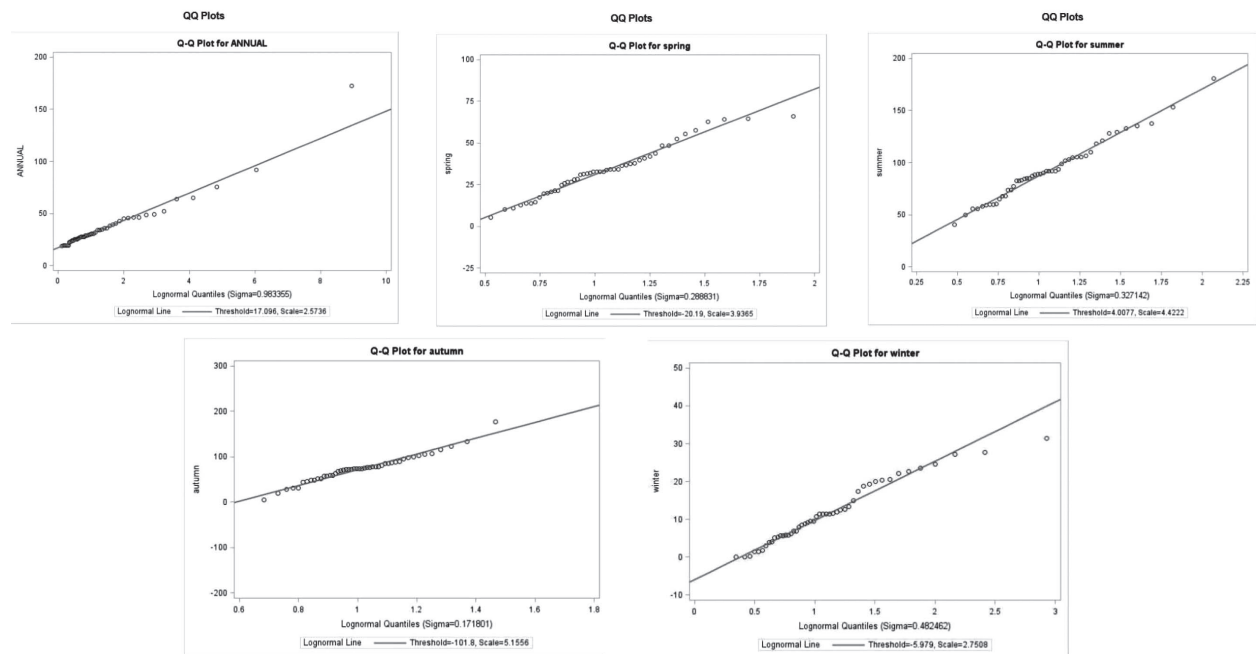 QQ Plots
Q-Q Plot for ANNUAL
200
150
100
50
0
ANNUAL
0 2 4 6 8 10
Lognormal Quantiles (Sigma=0.983355)
Lognormal Line Threshold=17.096, Scale=2.5736
QQ Plots
Q-Q Plot for spring
100
75
50
25
0
-25
spring
0.5 0.75 1 1.25 1.5 1.75 2
Lognormal Quantiles (Sigma=0.288831)
Lognormal Line Threshold=-20.19, Scale=3.9365
QQ Plots
Q-Q Plot for summer
200
150
100
50
0
summer
0.25 0.5 0.75 1 1.25 1.5 1.75 2 2.25
Lognormal Quantiles (Sigma=0.327142)
Lognormal Line Threshold=4.0077, Scale=4.4222
Q-Q Plot for autumn
300
200
100
0
-100
-200
autumn
0.6 0.8 1 1.2 1.4 1.6 1.8
Lognormal Quantiles (Sigma=0.171801)
Lognormal Line Threshold=-101.8, Scale=5.1556
Q-Q Plot for winter
50
40
30
20
10
0
-10
winter
0 0.5 1 1.5 2 2.5 3
Lognormal Quantiles (Sigma=0.482462)
Lognormal Line Threshold=-5.979, Scale=2.7508